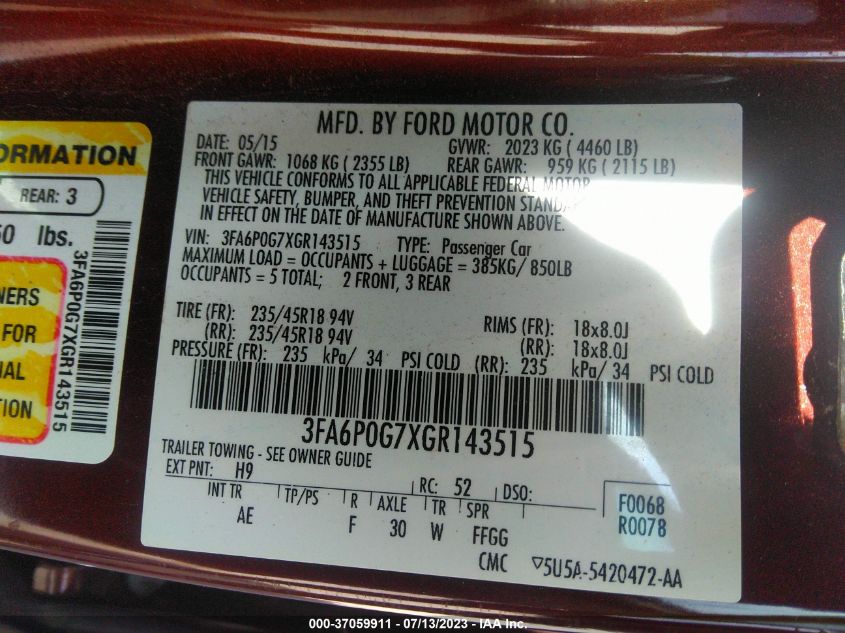 ORMATION
REAR: 3
50 lbs.
NERS
FOR
IAL
TION
3FA6P0G7XGR143515
MFD. BY FORD MOTOR CO.
DATE: 05/15 GVWR: 2023 KG ( 4460 LB)
FRONT GAWR: 1068 KG ( 2355 LB) REAR GAWR: 959 KG ( 2115 LB)
THIS VEHICLE CONFORMS TO ALL APPLICABLE FEDERAL MOTOR
VEHICLE SAFETY, BUMPER, AND THEFT PREVENTION STANDA
IN EFFECT ON THE DATE OF MANUFACTURE SHOWN ABOVE.
VIN: 3FA6P0G7XGR143515 TYPE: Passenger Car
MAXIMUM LOAD = OCCUPANTS + LUGGAGE = 385KG/ 850LB
OCCUPANTS = 5 TOTAL; 2 FRONT, 3 REAR
TIRE (FR): 235/45R18 94V RIMS (FR): 18x8.0J
(RR): 235/45R18 94V (RR): 18x8.0J
PRESSURE (FR): 235 kPa/ 34 PSI COLD (RR): 235 kPa/ 34 PSI COLD
3FA6P0G7XGR143515
TRAILER TOWING - SEE OWNER GUIDE
EXT PNT: H9 RC: 52 DSO:
INT TR TP/PS R AXLE TR SPR
AE F 30 W FFGG
F0068
R0078
CMC ▽5U5A-5420472-AA
000-37059911 - 07/13/2023 - IAA Inc.